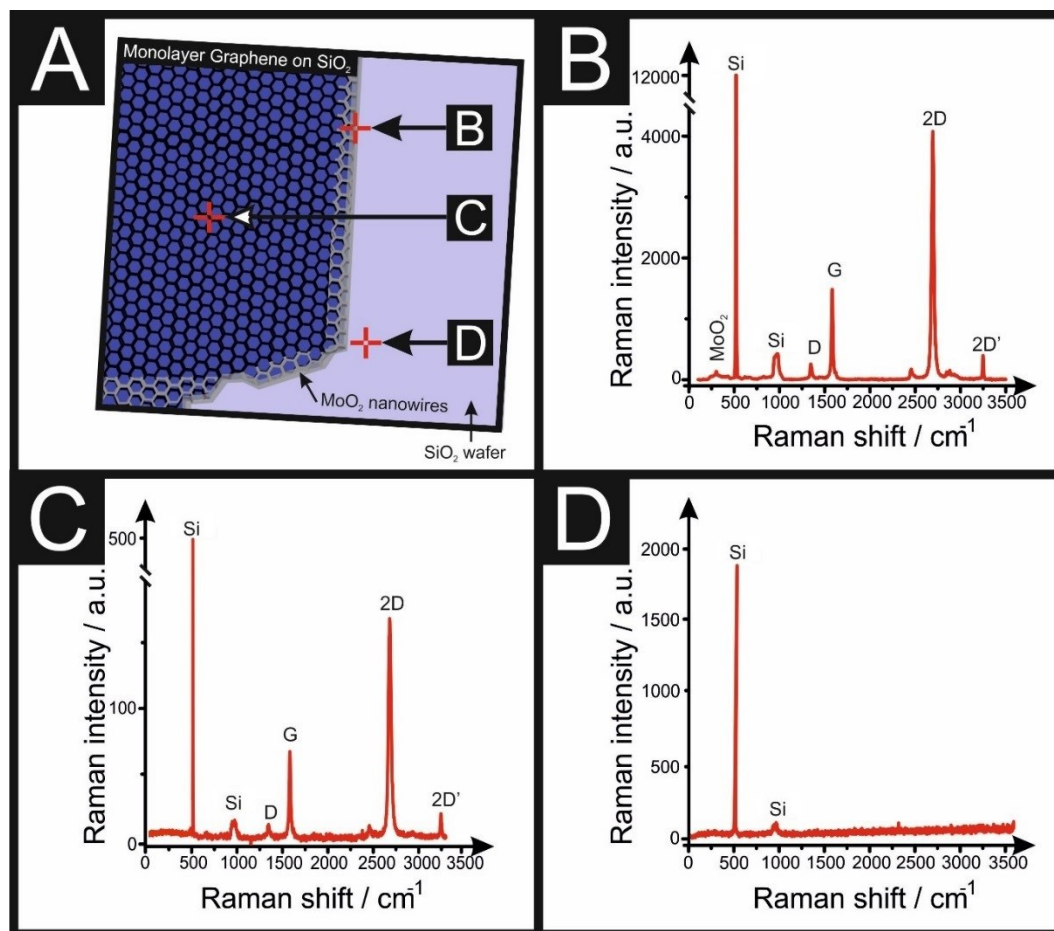 A
Monolayer Graphene on SiO₂
B
C
D
MoO₂ nanowires
SiO₂ wafer
B
Raman intensity / a.u.
12000
4000
2000
0
Si
2D
G
MoO₂
Si
D
2D'
0 500 1000 1500 2000 2500 3000 3500
Raman shift / cm⁻¹
C
Raman intensity / a.u.
500
100
0
Si
2D
G
Si
D
2D'
0 500 1000 1500 2000 2500 3000 3500
Raman shift / cm⁻¹
D
Raman intensity / a.u.
2000
1500
1000
500
0
Si
Si
0 500 1000 1500 2000 2500 3000 3500
Raman shift / cm⁻¹